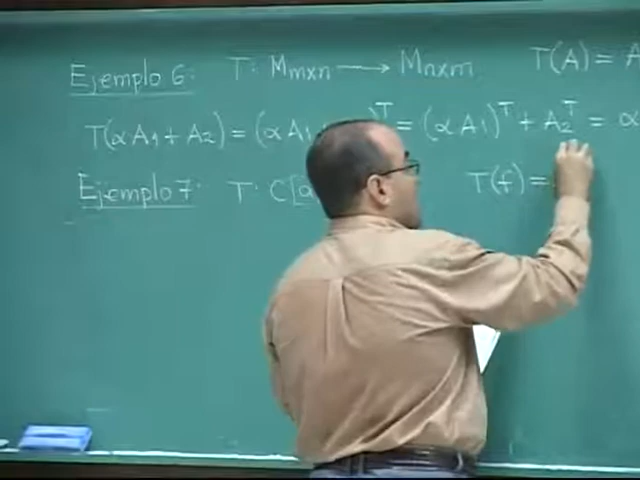 Ejemplo 6: T: Mmxn → Mnxm T(A) = A
T(αA₁ + A₂) = (αA₁ ᵀ = (αA₁)ᵀ + A₂ᵀ = α
Ejemplo 7: T: C[a T(f) =